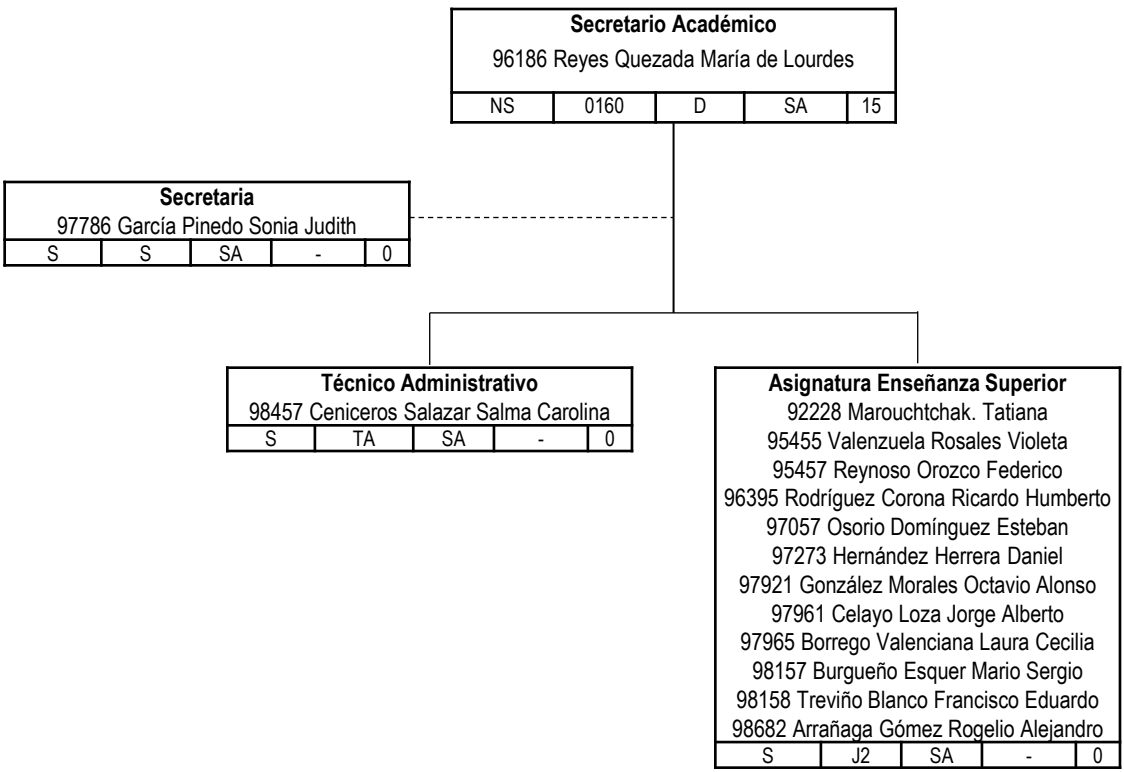 Secretario Académico
96186 Reyes Quezada María de Lourdes
NS 0160 D SA 15
Secretaria
97786 García Pinedo Sonia Judith
S S SA - 0
Técnico Administrativo
98457 Ceniceros Salazar Salma Carolina
S TA SA - 0
Asignatura Enseñanza Superior
92228 Marouchtchak. Tatiana
95455 Valenzuela Rosales Violeta
95457 Reynoso Orozco Federico
96395 Rodríguez Corona Ricardo Humberto
97057 Osorio Domínguez Esteban
97273 Hernández Herrera Daniel
97921 González Morales Octavio Alonso
97961 Celayo Loza Jorge Alberto
97965 Borrego Valenciana Laura Cecilia
98157 Burgueño Esquer Mario Sergio
98158 Treviño Blanco Francisco Eduardo
98682 Arrañaga Gómez Rogelio Alejandro
S J2 SA - 0